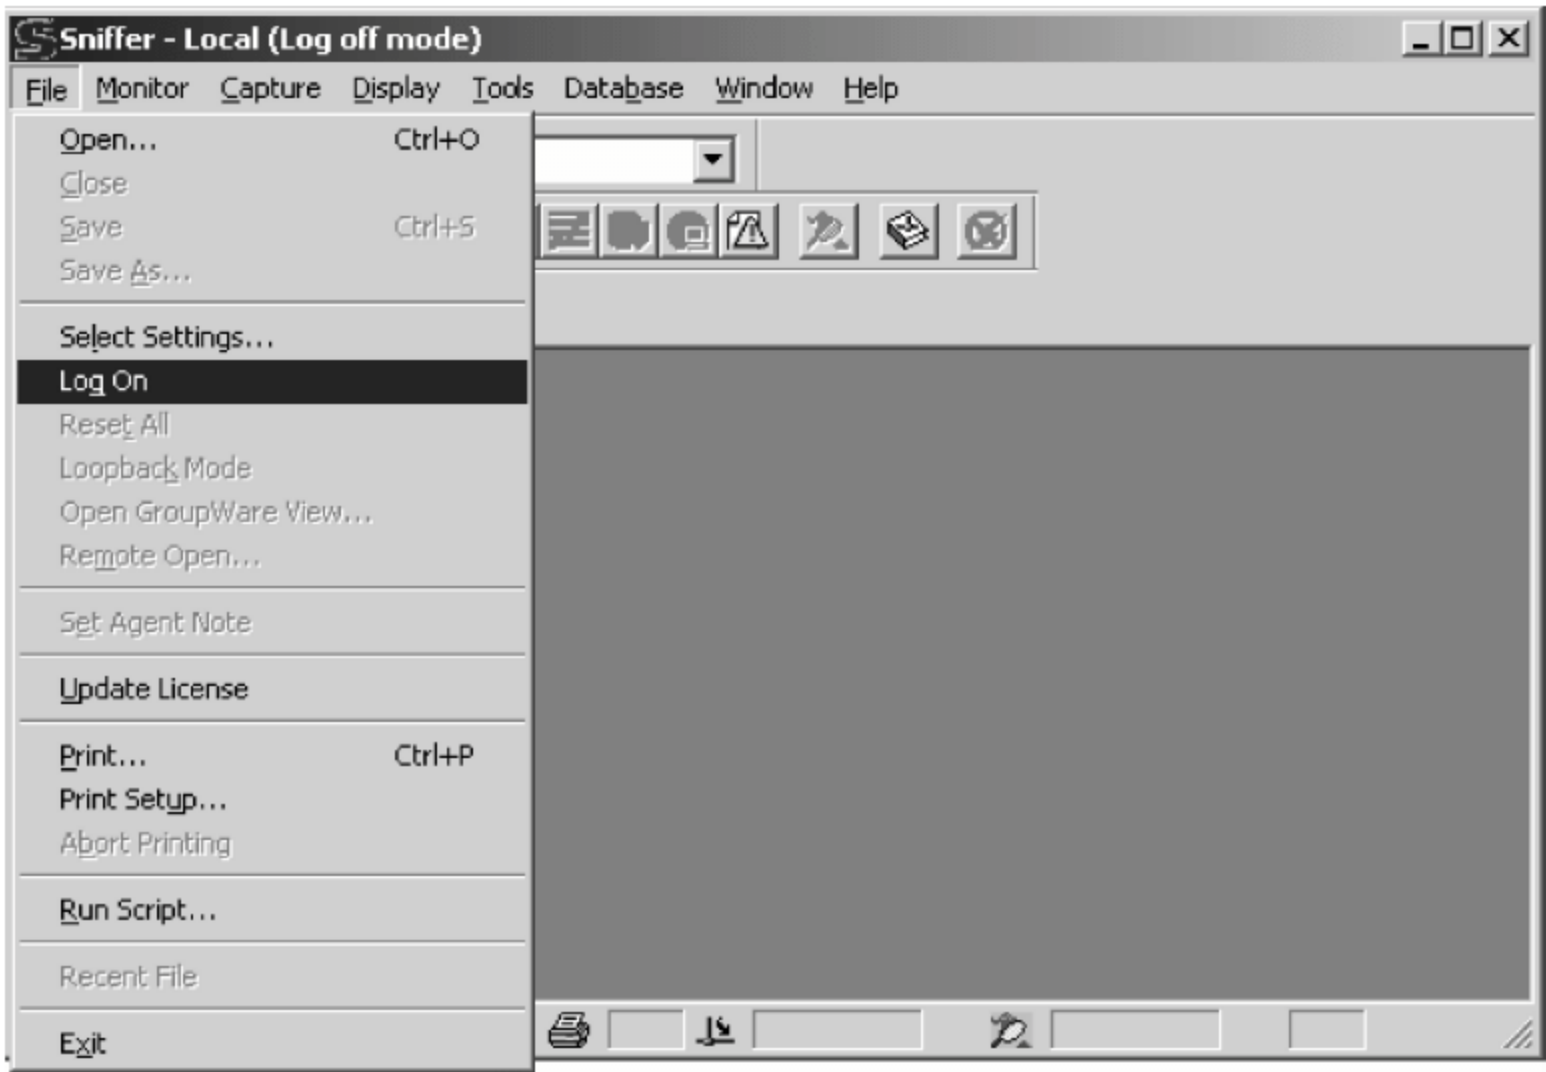 Sniffer - Local (Log off mode)
File Monitor Capture Display Tools Database Window Help
Open... Ctrl+O
Close
Save Ctrl+S
Save As...
Select Settings...
Log On
Reset All
Loopback Mode
Open GroupWare View...
Remote Open...
Set Agent Note
Update License
Print... Ctrl+P
Print Setup...
Abort Printing
Run Script...
Recent File
Exit